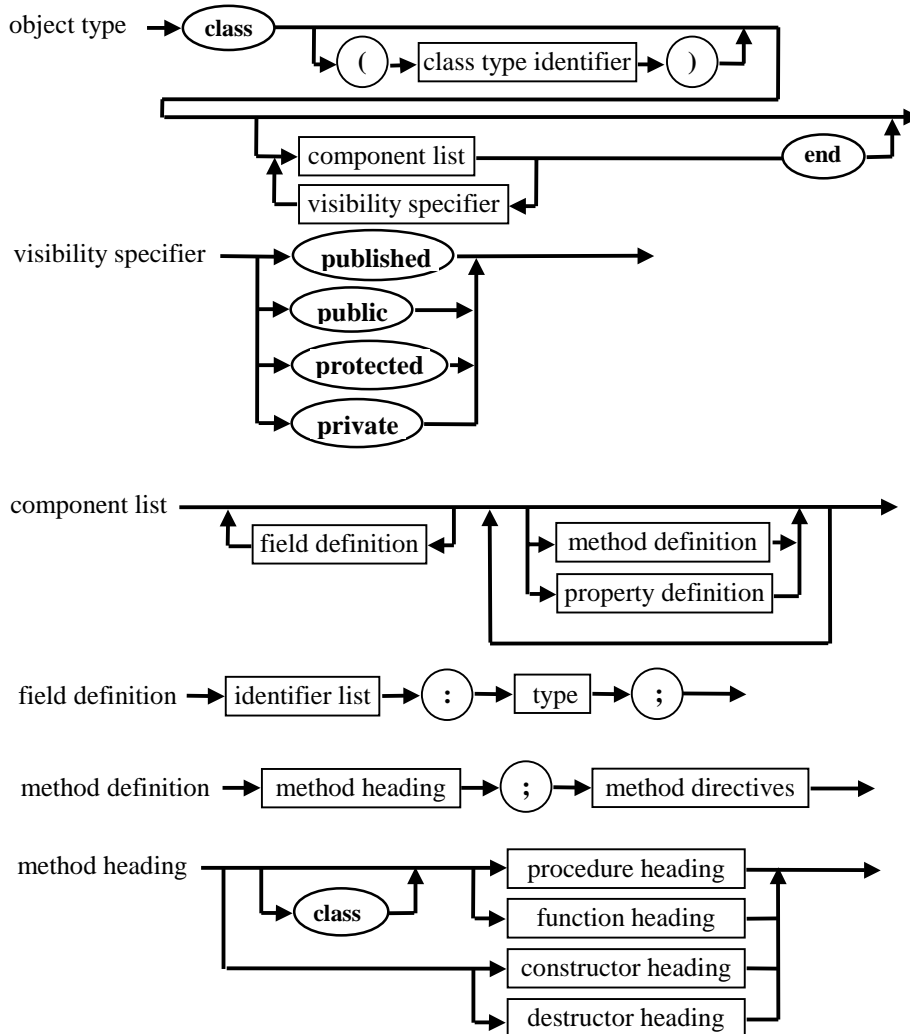 object type class
( class type identifier )
component list end
visibility specifier
visibility specifier published
public
protected
private
component list
field definition method definition
property definition
field definition identifier list : type ;
method definition method heading ; method directives
method heading procedure heading
class function heading
constructor heading
destructor heading